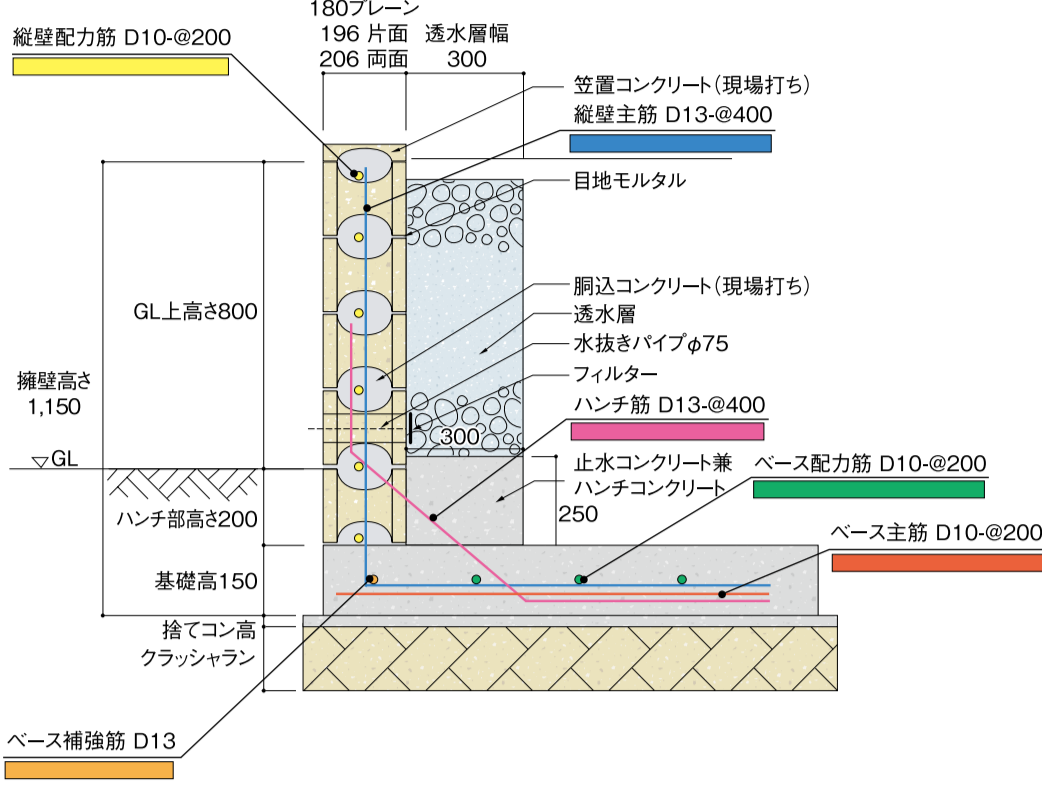 180プレーン
196 片面
206 両面
透水層幅
300
縦壁配力筋 D10-@200
笠置コンクリート（現場打ち）
縦壁主筋 D13-@400
目地モルタル
胴込コンクリート（現場打ち）
透水層
水抜きパイプφ75
フィルター
ハンチ筋 D13-@400
300
止水コンクリート兼
ハンチコンクリート
250
ベース配力筋 D10-@200
ベース主筋 D10-@200
GL上高さ800
擁壁高さ
1,150
▽GL
ハンチ部高さ200
基礎高150
捨てコン高
クラッシャラン
ベース補強筋 D13